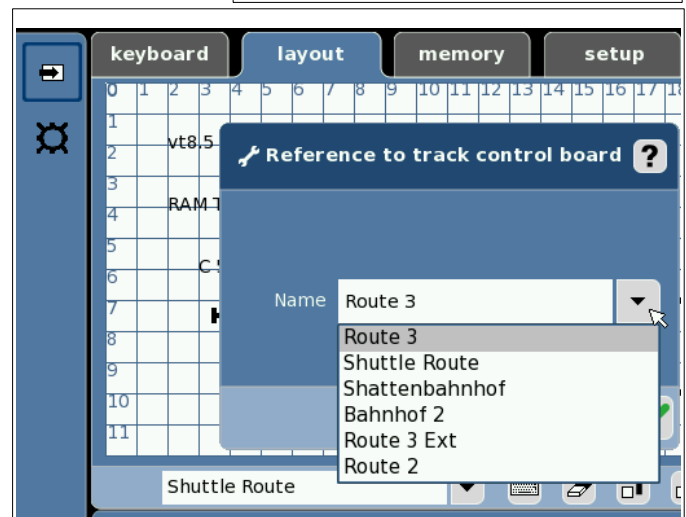 keyboard layout memory setup
0 1 2 3 4 5 6 7 8 9 10 11 12 13 14 15 16 17 18
1
vt8.5
2
Reference to track control board ?
3
RAM T
4
5
C
6
7
Name Route 3
8
Route 3
Shuttle Route
9
Shattenbahnhof
10
Bahnhof 2
11
Route 3 Ext
Route 2
Shuttle Route